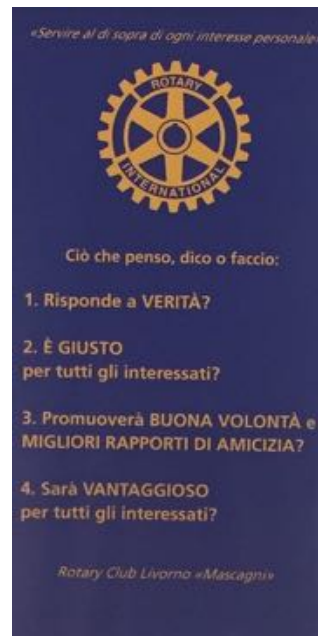 «Servire al di sopra di ogni interesse personale»
ROTARY
INTERNATIONAL
Ciò che penso, dico o faccio:
1. Risponde a VERITÀ?
2. È GIUSTO
per tutti gli interessati?
3. Promuoverà BUONA VOLONTÀ e
MIGLIORI RAPPORTI DI AMICIZIA?
4. Sarà VANTAGGIOSO
per tutti gli interessati?
Rotary Club Livorno «Mascagni»